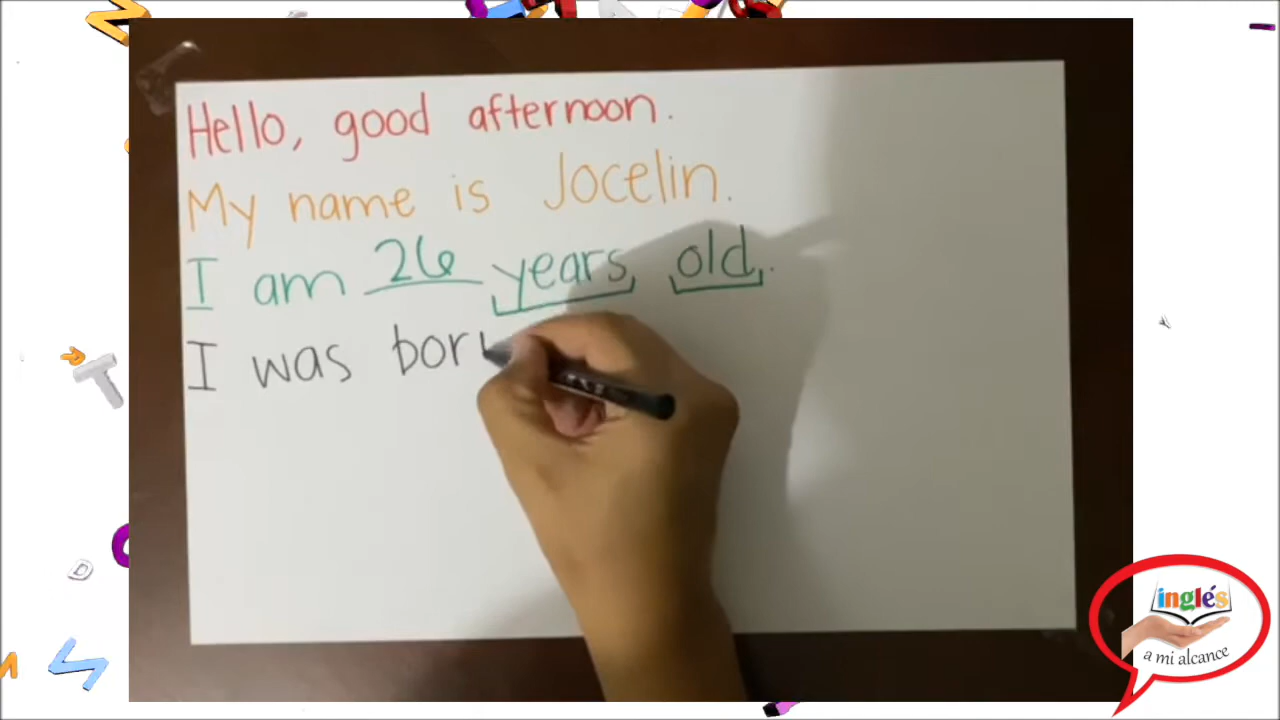 Hello, good afternoon.
My name is Jocelin.
I am 26 years old.
I was bor
inglés
a mi alcance
D